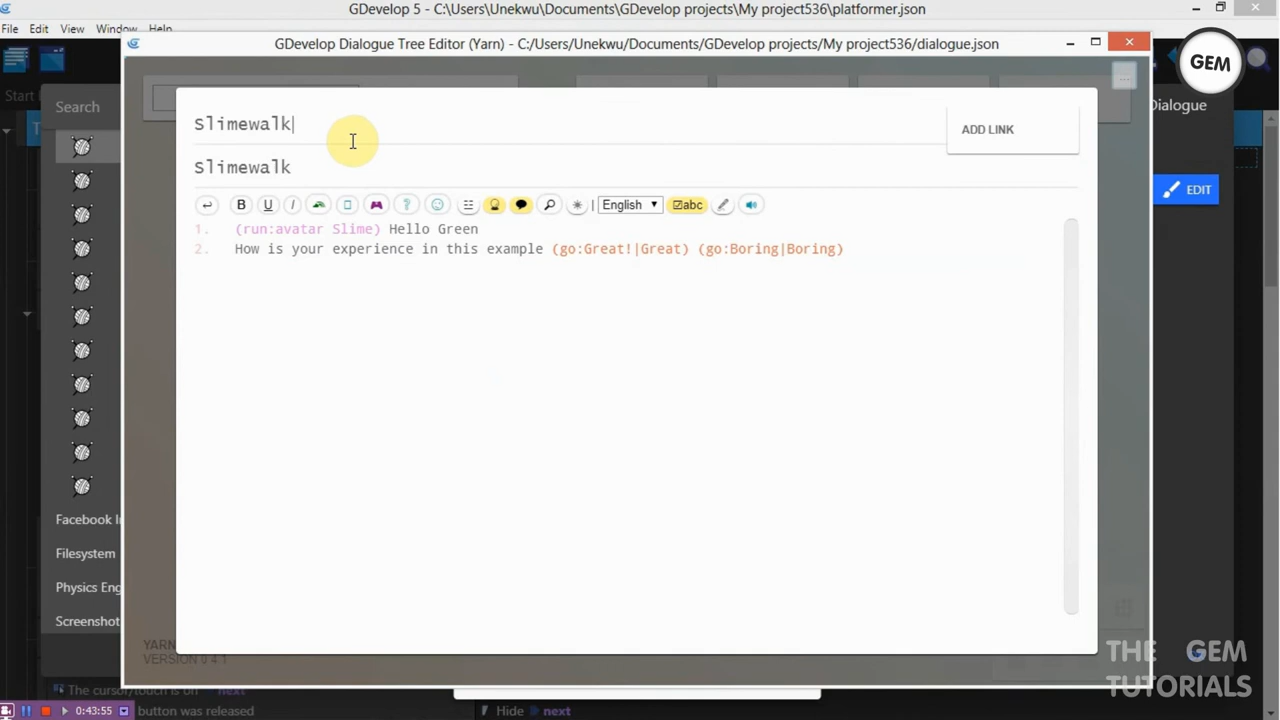 GDevelop 5 - C:\Users\Unekwu\Documents\GDevelop projects\My project536\platformer.json
File Edit View Window Help
GDevelop Dialogue Tree Editor (Yarn) - C:/Users/Unekwu/Documents/GDevelop projects/My project536/dialogue.json
GEM
Start
Search
Dialogue
Slimewalk
ADD LINK
Slimewalk
EDIT
B U I English abc
1. (run:avatar Slime) Hello Green
2. How is your experience in this example (go:Great!|Great) (go:Boring|Boring)
Facebook
Filesystem
Physics
Screenshot
YARN
VERSION 0.4.1
THE GEM
TUTORIALS
The cursor/touch is on next
0:43:55 button was released
Hide next